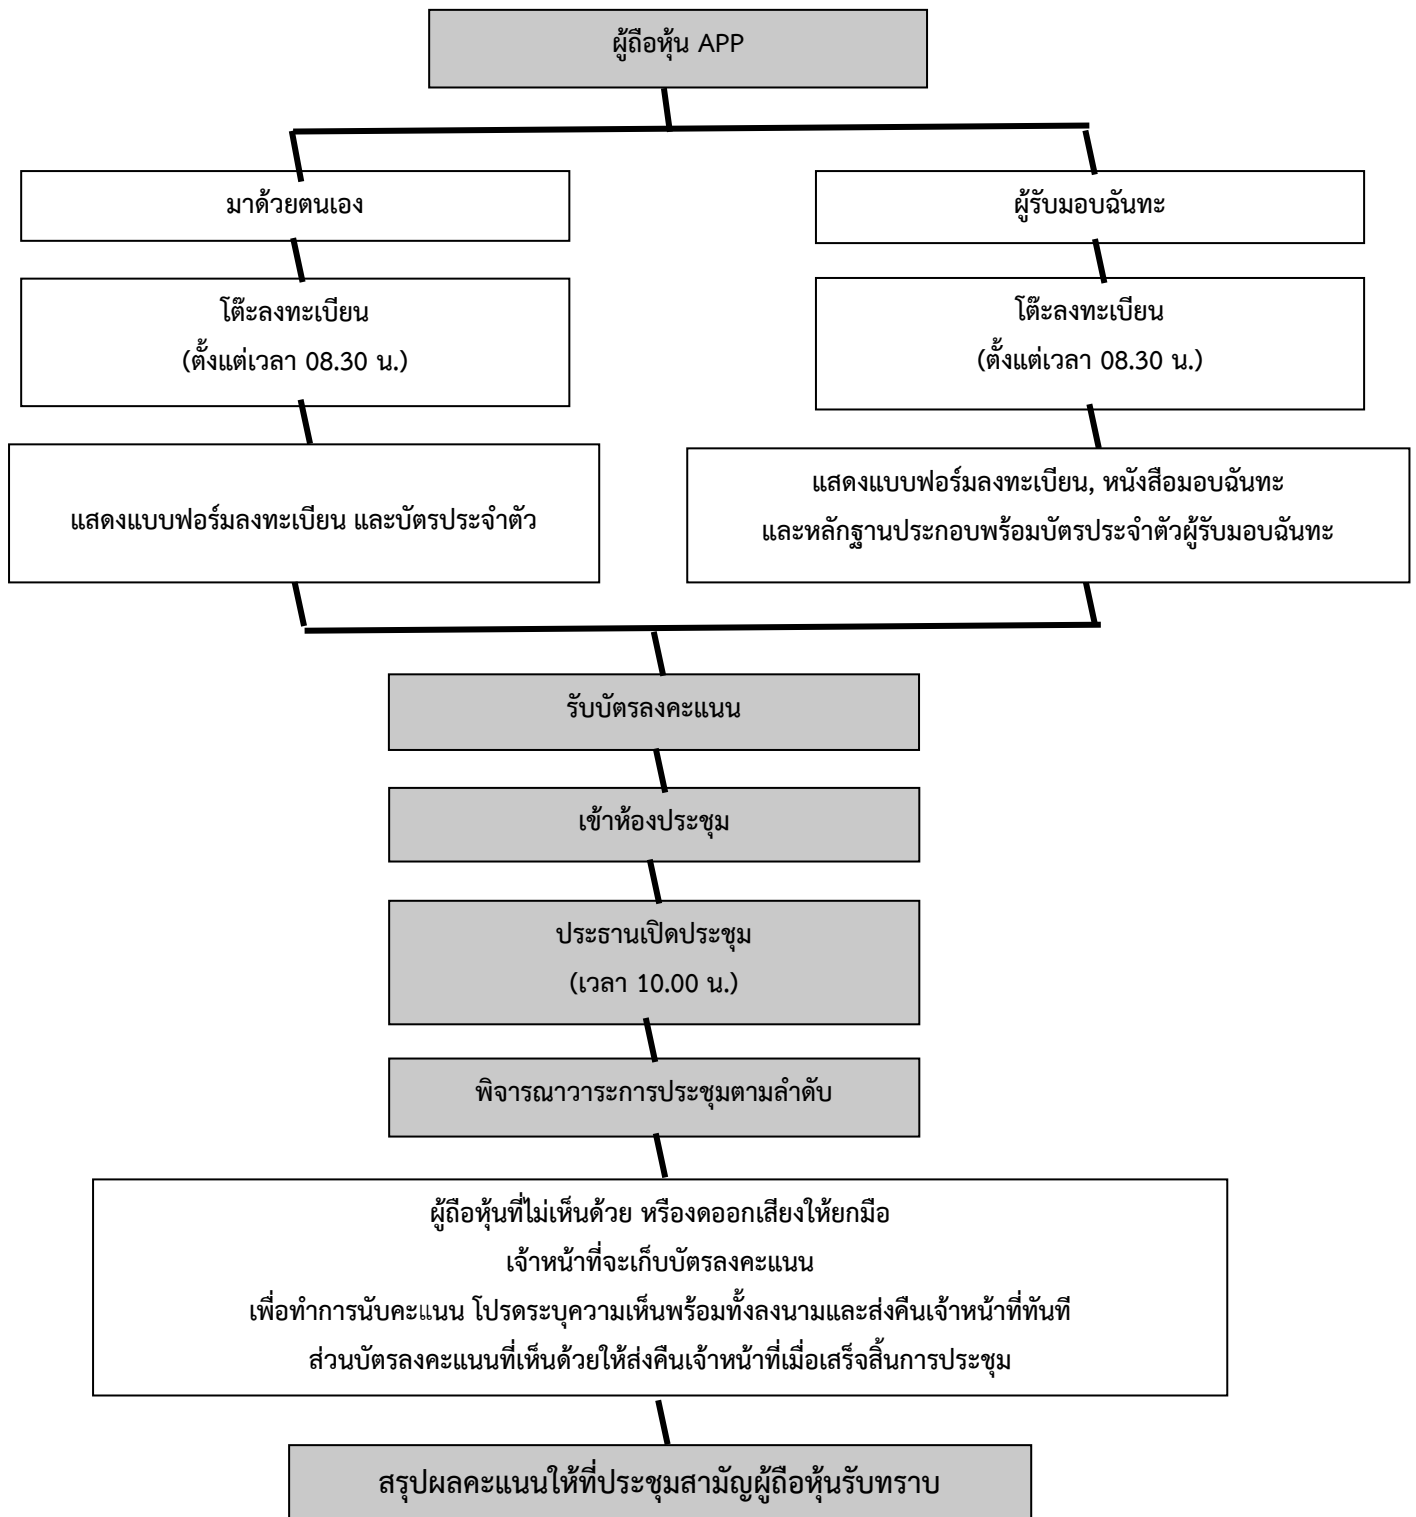 ผู้ถือหุ้น APP
มาด้วยตนเอง
ผู้รับมอบฉันทะ
โต๊ะลงทะเบียน
(ตั้งแต่เวลา 08.30 น.)
โต๊ะลงทะเบียน
(ตั้งแต่เวลา 08.30 น.)
แสดงแบบฟอร์มลงทะเบียน และบัตรประจำตัว
แสดงแบบฟอร์มลงทะเบียน, หนังสือมอบฉันทะ
และหลักฐานประกอบพร้อมบัตรประจำตัวผู้รับมอบฉันทะ
รับบัตรลงคะแนน
เข้าห้องประชุม
ประธานเปิดประชุม
(เวลา 10.00 น.)
พิจารณาวาระการประชุมตามลำดับ
ผู้ถือหุ้นที่ไม่เห็นด้วย หรืองดออกเสียงให้ยกมือ
เจ้าหน้าที่จะเก็บบัตรลงคะแนน
เพื่อทำการนับคะแนน โปรดระบุความเห็นพร้อมทั้งลงนามและส่งคืนเจ้าหน้าที่ทันที
ส่วนบัตรลงคะแนนที่เห็นด้วยให้ส่งคืนเจ้าหน้าที่เมื่อเสร็จสิ้นการประชุม
สรุปผลคะแนนให้ที่ประชุมสามัญผู้ถือหุ้นรับทราบ